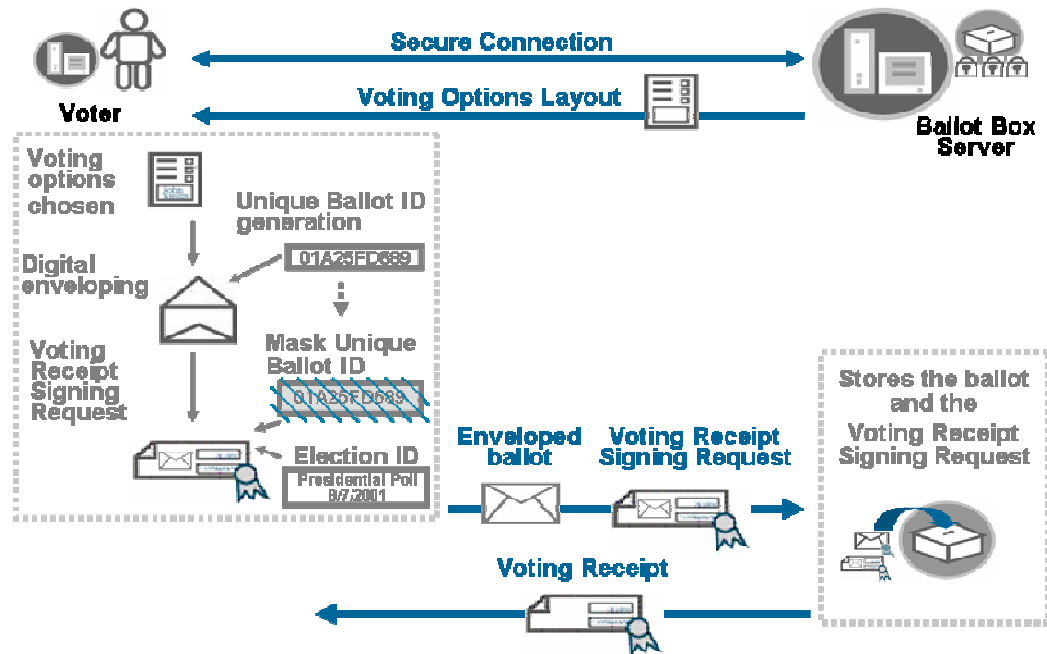 Secure Connection
Voting Options Layout
Voter
Ballot Box
Server
Voting
options
chosen
Unique Ballot ID
generation
01A25FD689
Digital
enveloping
Mask Unique
Ballot ID
01A25FD689
Voting
Receipt
Signing
Request
Election ID
Presidential Poll
9/7/2001
Enveloped
ballot
Voting Receipt
Signing Request
Stores the ballot
and the
Voting Receipt
Signing Request
Voting Receipt